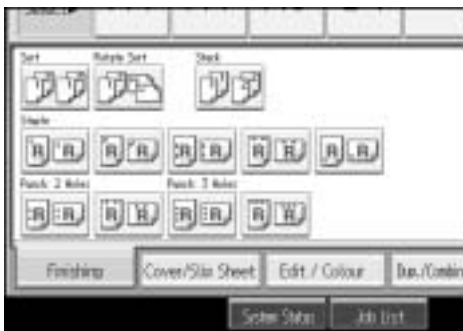 Sort Rotate Sort Stack
Staple
Punch: 2 Holes Punch: 3 Holes
Finishing Cover/Slip Sheet Edit / Colour Dup./Combin
System Status Job List